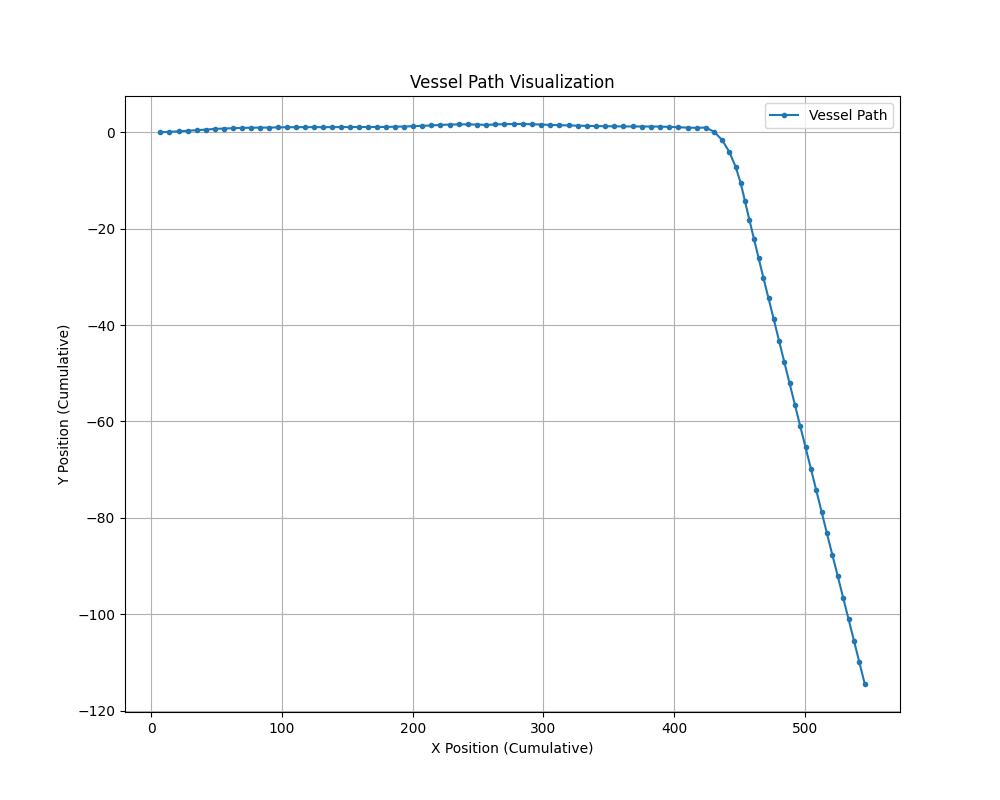 Vessel Path Visualization
Vessel Path
0
−20
−40
−60
−80
−100
−120
Y Position (Cumulative)
0 100 200 300 400 500
X Position (Cumulative)